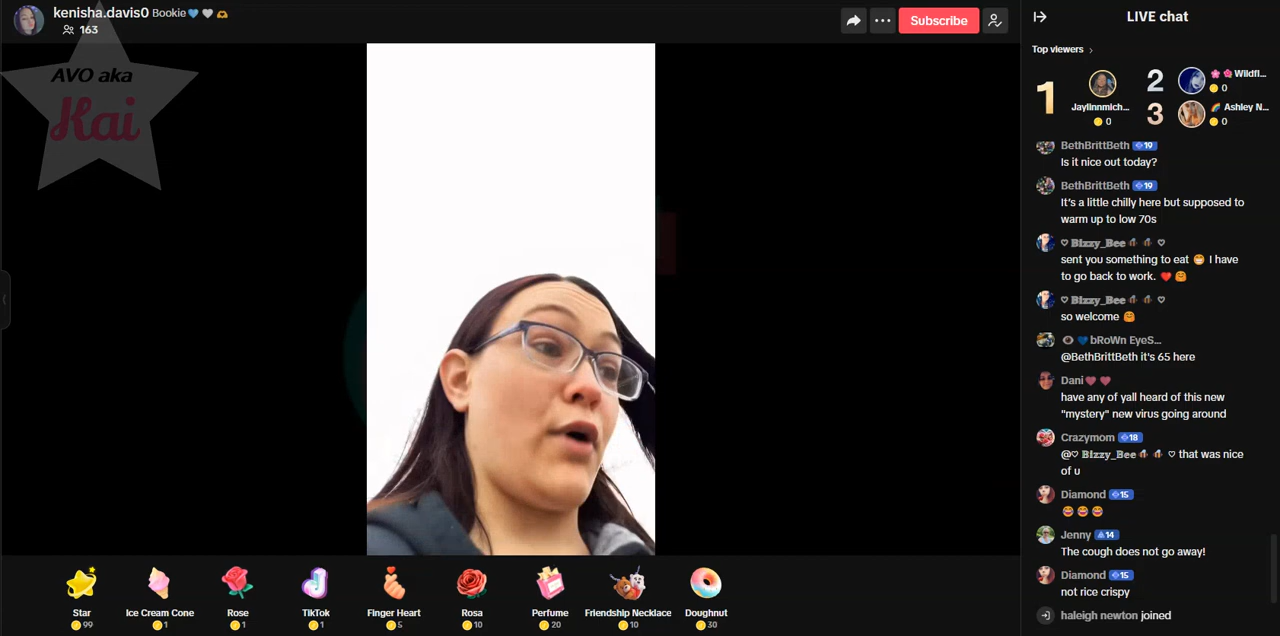 kenisha.davis0 Bookie💙🤍🫶
163
Subscribe
AVO aka
Kai
LIVE chat
Top viewers
1
Jaylinnmich...
0
2
🌸🌺 Wildfl...
0
3
🌈 Ashley N...
0
BethBrittBeth 19
Is it nice out today?
BethBrittBeth 19
It's a little chilly here but supposed to
warm up to low 70s
♡ 𝔹𝕚𝕫𝕫𝕪_𝔹𝕖𝕖🐝 🐝 ♡
sent you something to eat 😁 I have
to go back to work. ❤️ 🤗
♡ 𝔹𝕚𝕫𝕫𝕪_𝔹𝕖𝕖🐝 🐝 ♡
so welcome 🤗
👁 💙bRoWn EyeS...
@BethBrittBeth it's 65 here
Dani💗 💗
have any of yall heard of this new
"mystery" new virus going around
Crazymom 18
@♡ 𝔹𝕚𝕫𝕫𝕪_𝔹𝕖𝕖🐝 🐝 ♡ that was nice
of u
Diamond 15
😂 😂 😂
Jenny 14
The cough does not go away!
Diamond 15
not rice crispy
haleigh newton joined
Star
99
Ice Cream Cone
1
Rose
1
TikTok
1
Finger Heart
5
Rosa
10
Perfume
20
Friendship Necklace
10
Doughnut
30